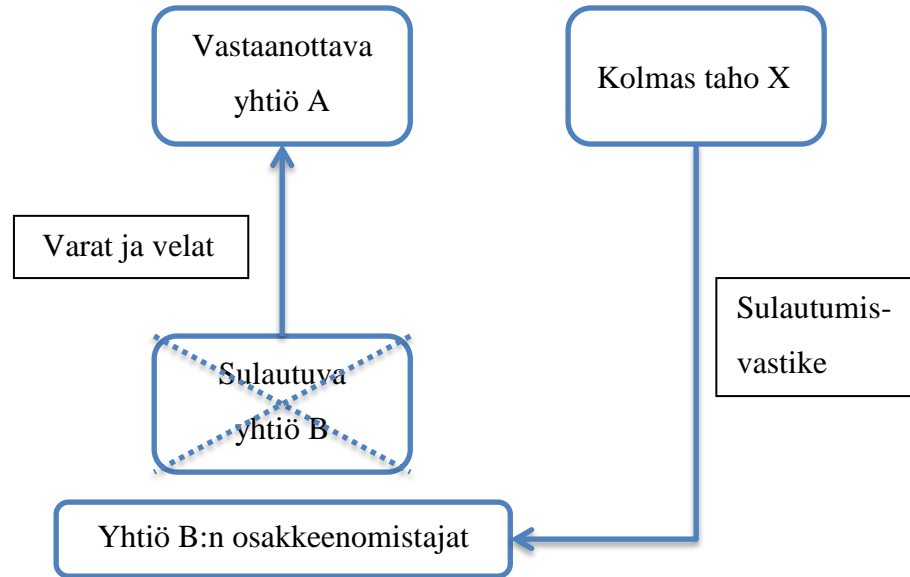 Vastaanottava
yhtiö A
Kolmas taho X
Varat ja velat
Sulautumis-
vastike
Sulautuva
yhtiö B
Yhtiö B:n osakkeenomistajat